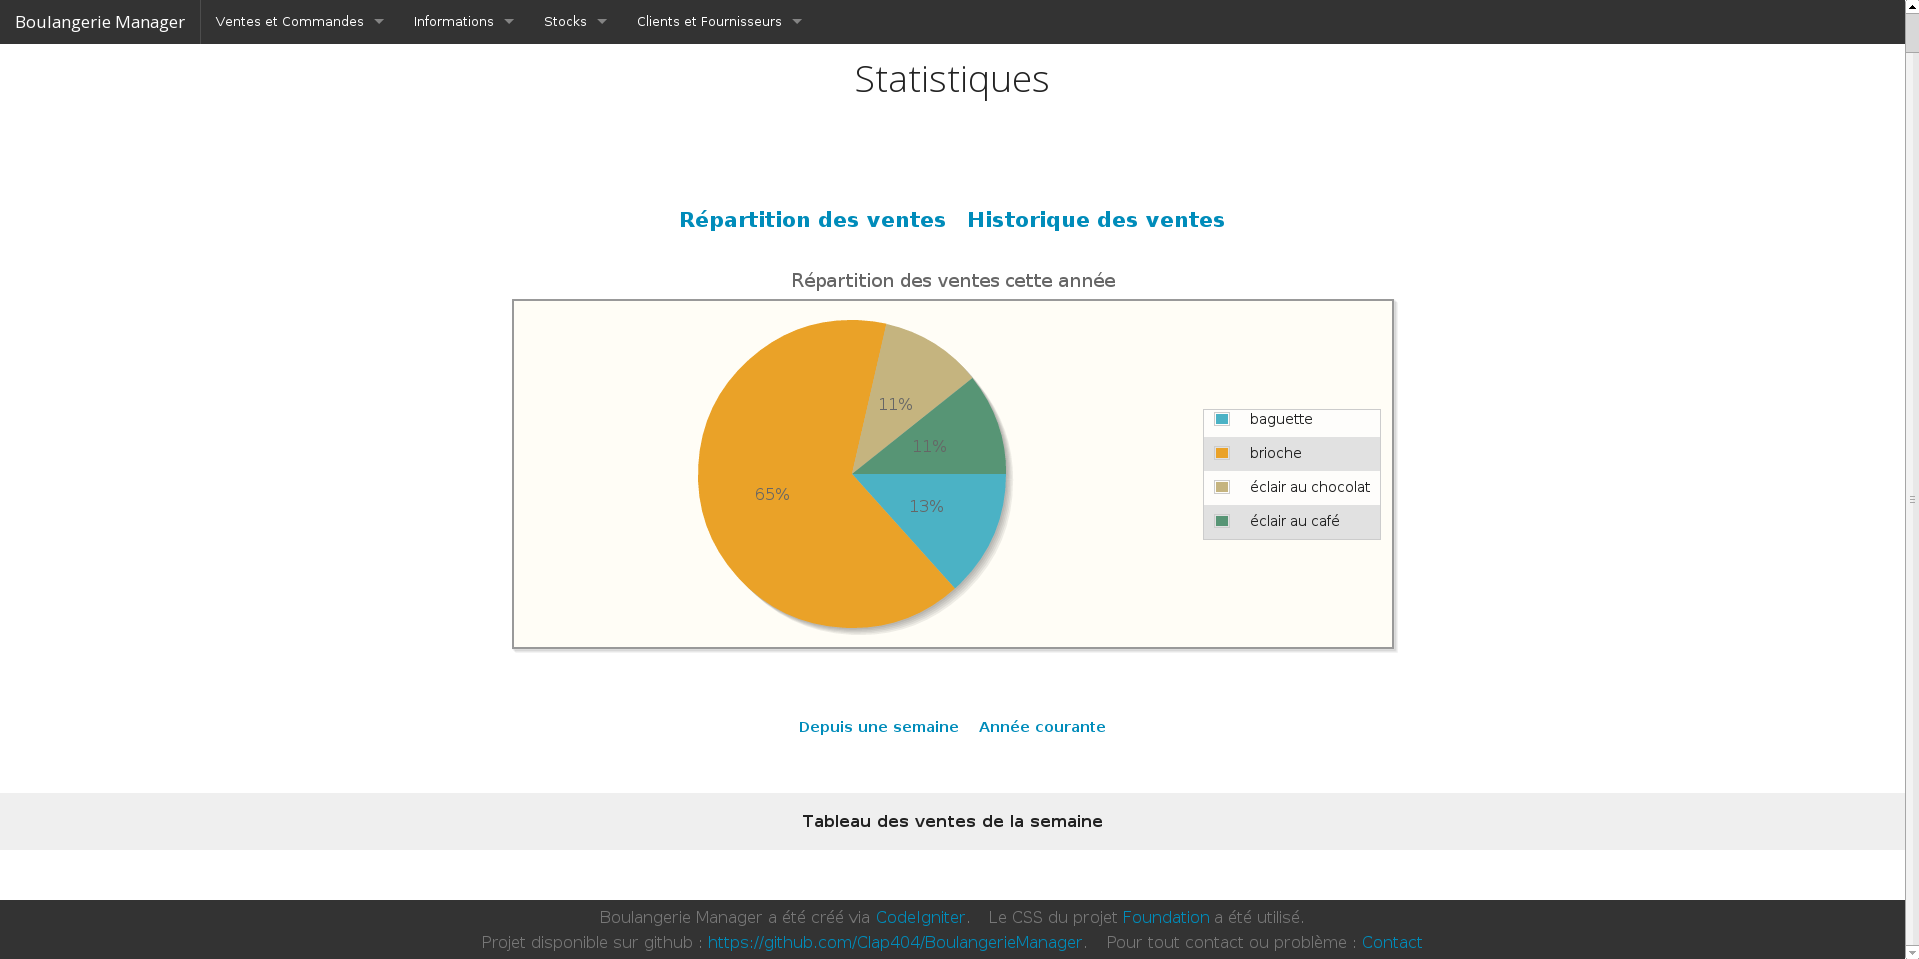 Boulangerie Manager Ventes et Commandes Informations Stocks Clients et Fournisseurs
Statistiques
Répartition des ventes Historique des ventes
Répartition des ventes cette année
11%
11%
65%
13%
baguette
brioche
éclair au chocolat
éclair au café
Depuis une semaine Année courante
Tableau des ventes de la semaine
Boulangerie Manager a été créé via CodeIgniter. Le CSS du projet Foundation a été utilisé.
Projet disponible sur github : https://github.com/Clap404/BoulangerieManager. Pour tout contact ou problème : Contact